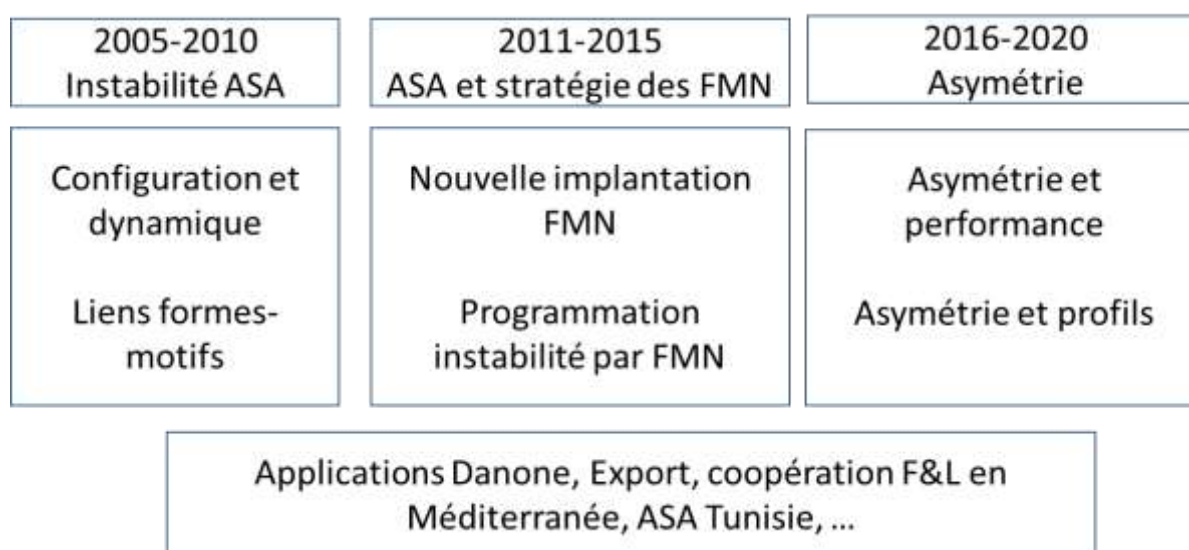 2005-2010
Instabilité ASA
2011-2015
ASA et stratégie des FMN
2016-2020
Asymétrie
Configuration et
dynamique
Liens formes-
motifs
Nouvelle implantation
FMN
Programmation
instabilité par FMN
Asymétrie et
performance
Asymétrie et profils
Applications Danone, Export, coopération F&L en
Méditerranée, ASA Tunisie, ...